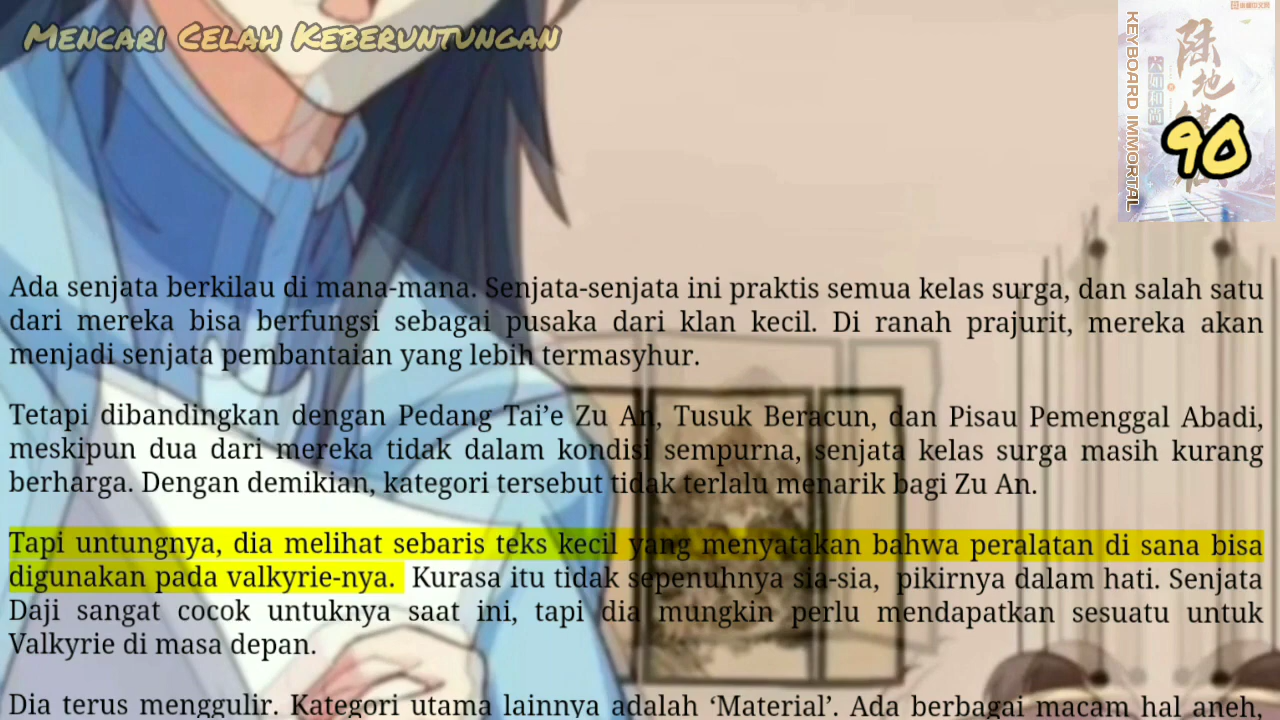 Mencari Celah Keberuntungan
KEYBOARD IMMORTAL
陆地
六如和尚
90
Ada senjata berkilau di mana-mana. Senjata-senjata ini praktis semua kelas surga, dan salah satu
dari mereka bisa berfungsi sebagai pusaka dari klan kecil. Di ranah prajurit, mereka akan
menjadi senjata pembantaian yang lebih termasyhur.
Tetapi dibandingkan dengan Pedang Tai’e Zu An, Tusuk Beracun, dan Pisau Pemenggal Abadi,
meskipun dua dari mereka tidak dalam kondisi sempurna, senjata kelas surga masih kurang
berharga. Dengan demikian, kategori tersebut tidak terlalu menarik bagi Zu An.
Tapi untungnya, dia melihat sebaris teks kecil yang menyatakan bahwa peralatan di sana bisa
digunakan pada valkyrie-nya. Kurasa itu tidak sepenuhnya sia-sia, pikirnya dalam hati. Senjata
Daji sangat cocok untuknya saat ini, tapi dia mungkin perlu mendapatkan sesuatu untuk
Valkyrie di masa depan.
Dia terus menggulir. Kategori utama lainnya adalah ‘Material’. Ada berbagai macam hal aneh,